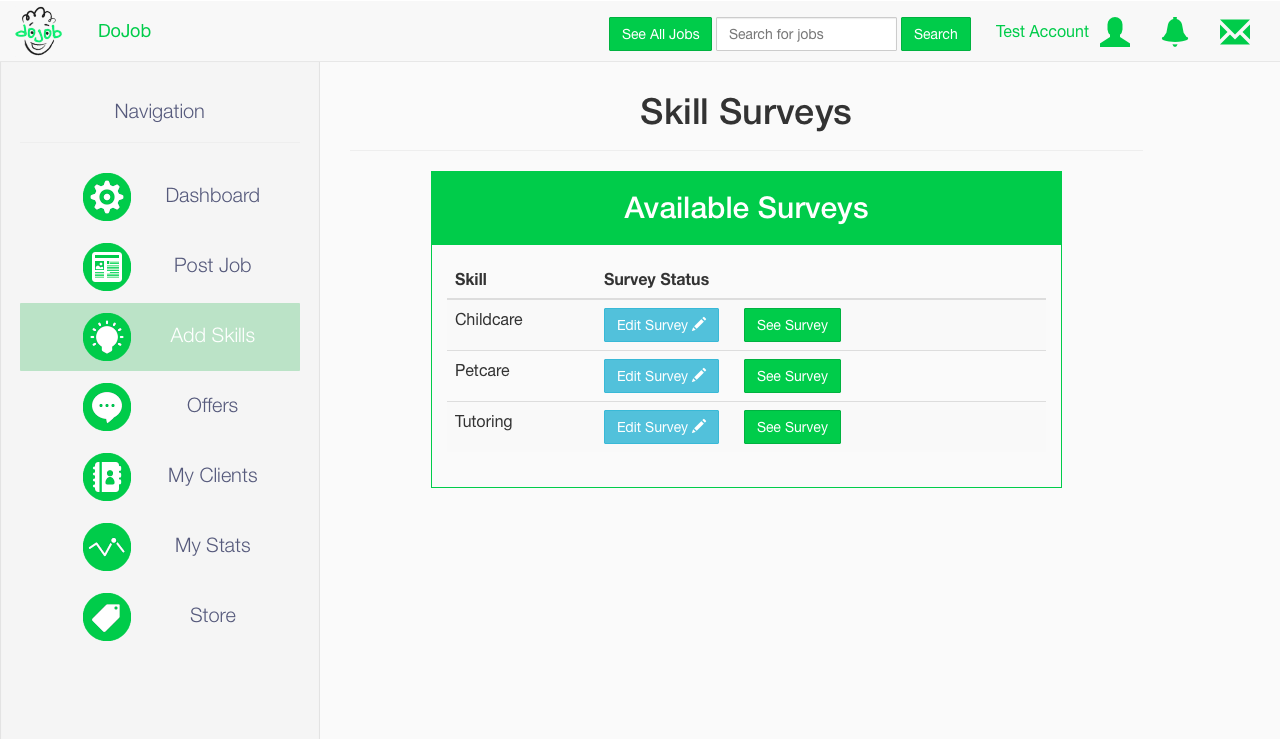 dojob
DoJob
See All Jobs
Search for jobs
Search
Test Account
Navigation
Dashboard
Post Job
Add Skills
Offers
My Clients
My Stats
Store
Skill Surveys
Available Surveys
Skill Survey Status
Childcare Edit Survey See Survey
Petcare Edit Survey See Survey
Tutoring Edit Survey See Survey